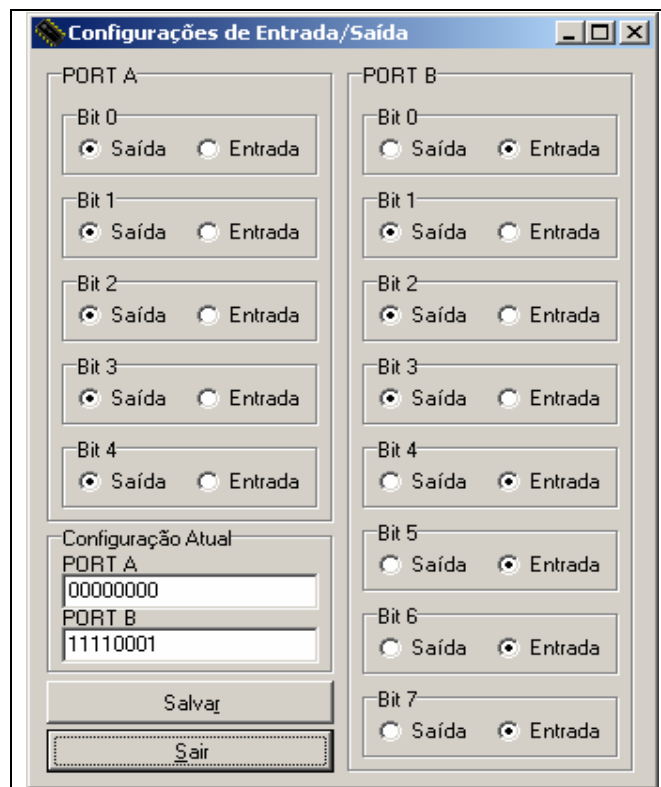 Configurações de Entrada/Saída
PORT A
Bit 0
Saída Entrada
Bit 1
Saída Entrada
Bit 2
Saída Entrada
Bit 3
Saída Entrada
Bit 4
Saída Entrada
Configuração Atual
PORT A
00000000
PORT B
11110001
Salvar
Sair
PORT B
Bit 0
Saída Entrada
Bit 1
Saída Entrada
Bit 2
Saída Entrada
Bit 3
Saída Entrada
Bit 4
Saída Entrada
Bit 5
Saída Entrada
Bit 6
Saída Entrada
Bit 7
Saída Entrada